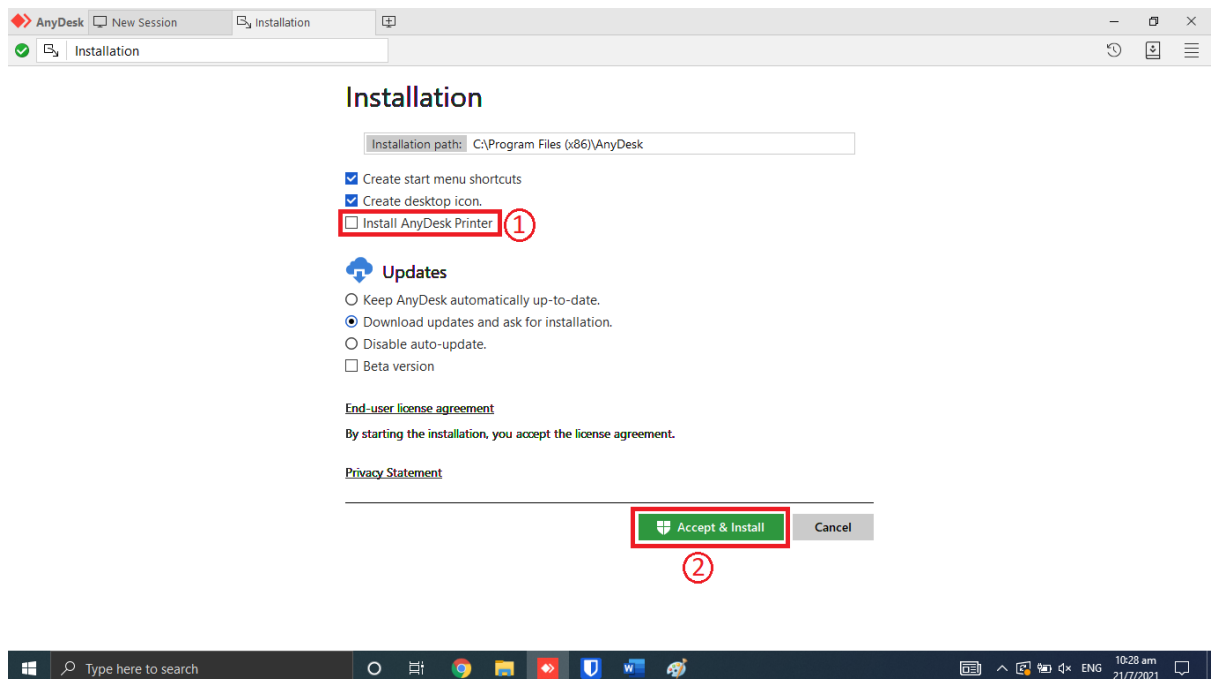 AnyDesk New Session Installation
Installation
Installation
Installation path: C:\Program Files (x86)\AnyDesk
Create start menu shortcuts
Create desktop icon.
Install AnyDesk Printer 1
Updates
Keep AnyDesk automatically up-to-date.
Download updates and ask for installation.
Disable auto-update.
Beta version
End-user license agreement
By starting the installation, you accept the license agreement.
Privacy Statement
Accept & Install Cancel
2
Type here to search ENG 10:28 am
21/7/2021